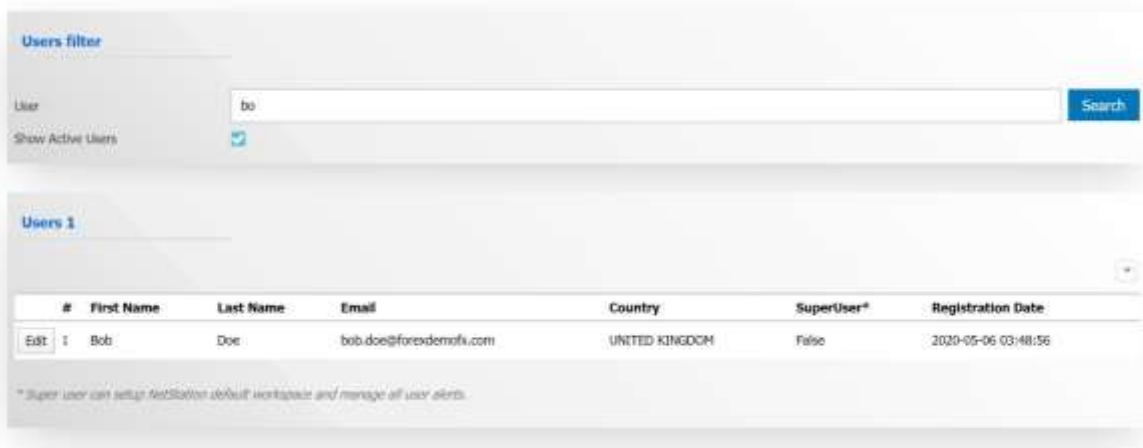 Users filter
User bo Search
Show Active Users
Users 1
# First Name Last Name Email Country SuperUser* Registration Date
Edit 1 Bob Doe bob.doe@forexdemofx.com UNITED KINGDOM False 2020-05-06 03:48:56
* Super user can setup NetStation default workspace and manage all user alerts.